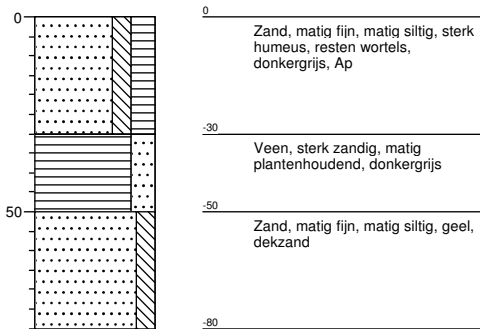 0
0
Zand, matig fijn, matig siltig, sterk
humeus, resten wortels,
donkergrijs, Ap
-30
Veen, sterk zandig, matig
plantenhoudend, donkergrijs
50
-50
Zand, matig fijn, matig siltig, geel,
dekzand
-80